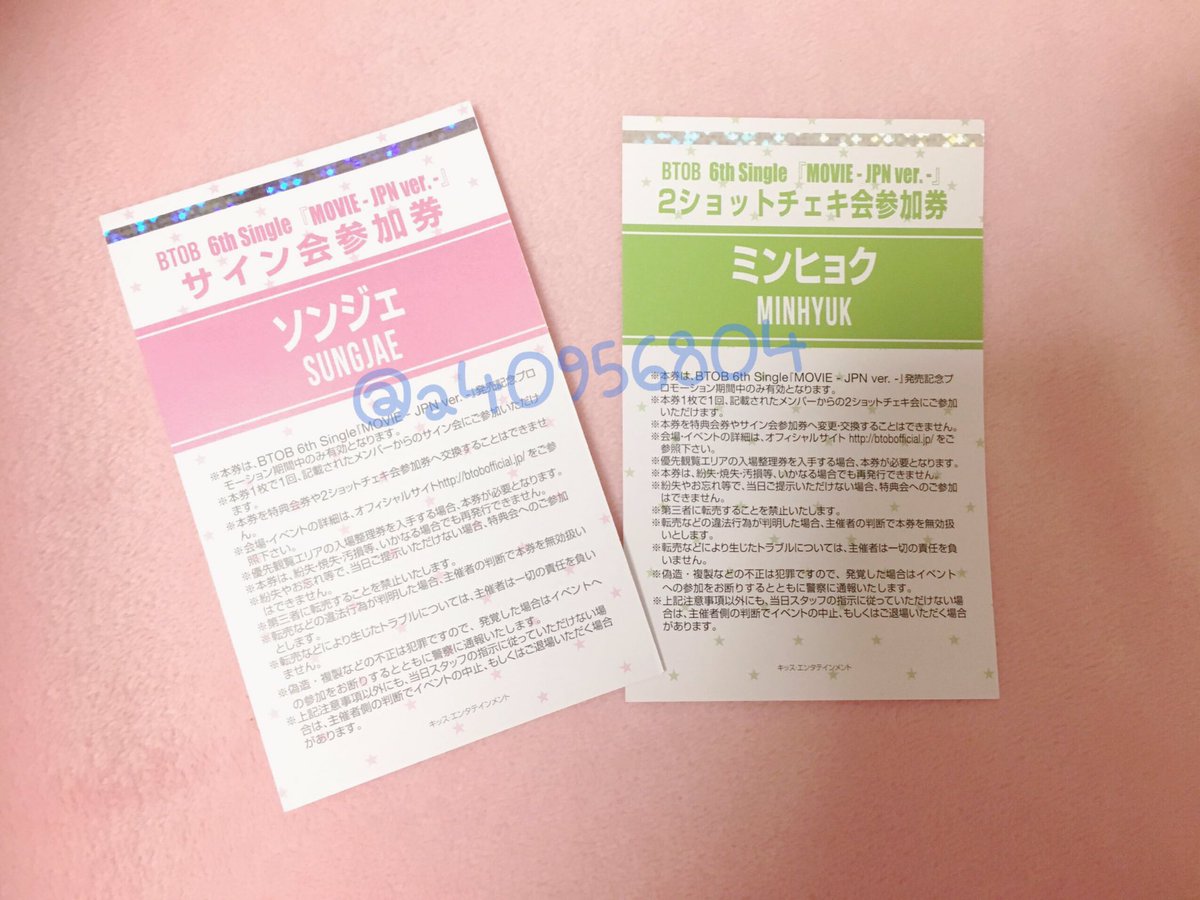 BTOB 6th Single 『MOVIE - JPN ver. -』
サイン会参加券
ソンジェ
SUNGJAE
※本券は、BTOB 6th Single『MOVIE - JPN ver. -』発売記念プロ
モーション期間中のみ有効となります。
※本券1枚で1回、記載されたメンバーからのサイン会にご参加いただけ
ます。
※本券を特典会券や2ショットチェキ会参加券へ交換することはできませ
ん。
※会場・イベントの詳細は、オフィシャルサイトhttp://btobofficial.jp/ をご参
照下さい。
※優先観覧エリアの入場整理券を入手する場合、本券が必要となります。
※本券は、紛失・焼失・汚損等、いかなる場合でも再発行できません。
※紛失やお忘れ等で、当日ご提示いただけない場合、特典会へのご参加
はできません。
※第三者に転売することを禁止いたします。
※転売などの違法行為が判明した場合、主催者の判断で本券を無効扱い
とします。
※転売などにより生じたトラブルについては、主催者は一切の責任を負い
ません。
※偽造・複製などの不正は犯罪ですので、発覚した場合はイベントへ
の参加をお断りするとともに警察に通報いたします。
※上記注意事項以外にも、当日スタッフの指示に従っていただけない場
合は、主催者側の判断でイベントの中止、もしくはご退場いただく場合
があります。
キッス・エンタテインメント
BTOB 6th Single 『MOVIE - JPN ver. -』
2ショットチェキ会参加券
ミンヒョク
MINHYUK
※本券は、BTOB 6th Single『MOVIE - JPN ver. -』発売記念プ
ロモーション期間中のみ有効となります。
※本券1枚で1回、記載されたメンバーからの2ショットチェキ会にご参加
いただけます。
※本券を特典会券やサイン会参加券へ変更・交換することはできません。
※会場・イベントの詳細は、オフィシャルサイト http://btobofficial.jp/ をご
参照下さい。
※優先観覧エリアの入場整理券を入手する場合、本券が必要となります。
※本券は、紛失・焼失・汚損等、いかなる場合でも再発行できません。
※紛失やお忘れ等で、当日ご提示いただけない場合、特典会へのご参加
はできません。
※第三者に転売することを禁止いたします。
※転売などの違法行為が判明した場合、主催者の判断で本券を無効扱
いとします。
※転売などにより生じたトラブルについては、主催者は一切の責任を負
いません。
※偽造・複製などの不正は犯罪ですので、発覚した場合はイベント
への参加をお断りするとともに警察に通報いたします。
※上記注意事項以外にも、当日スタッフの指示に従っていただけない場
合は、主催者側の判断でイベントの中止、もしくはご退場いただく場合
があります。
キッス・エンタテインメント
@a40956804